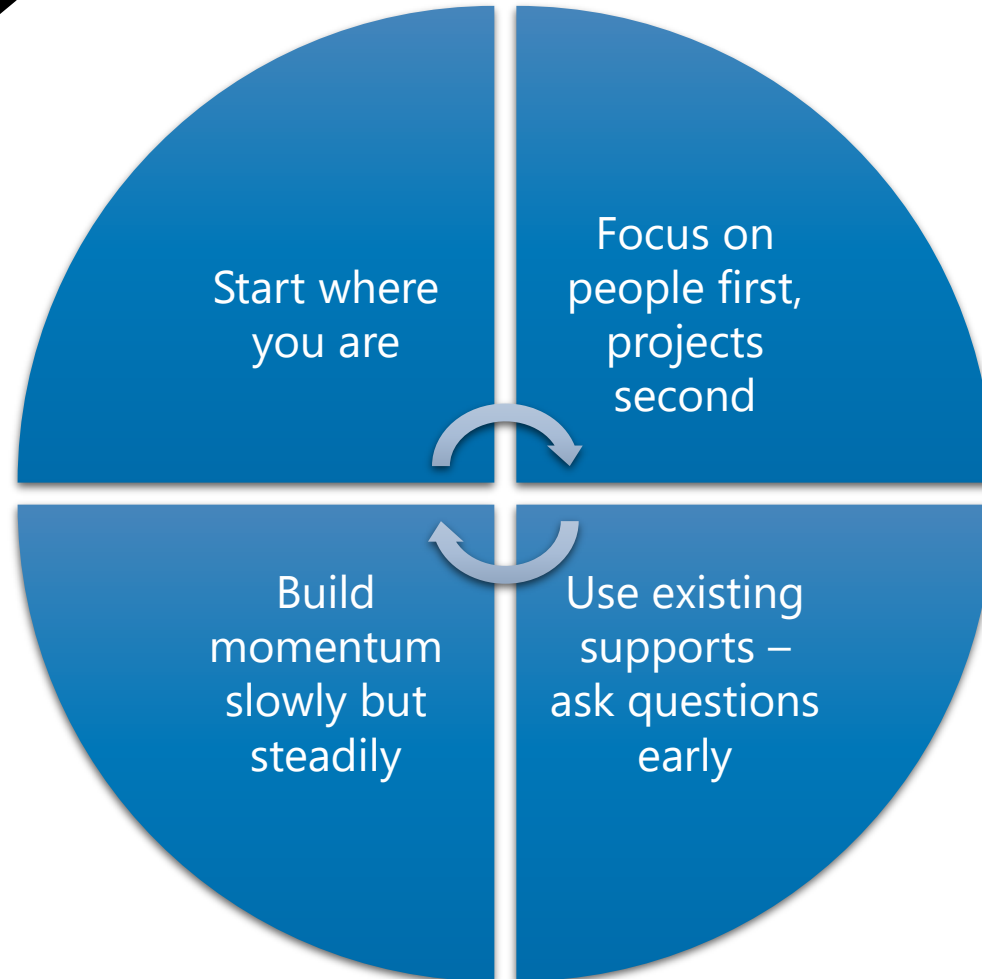 Start where
you are
Focus on
people first,
projects
second
Use existing
supports –
ask questions
early
Build
momentum
slowly but
steadily